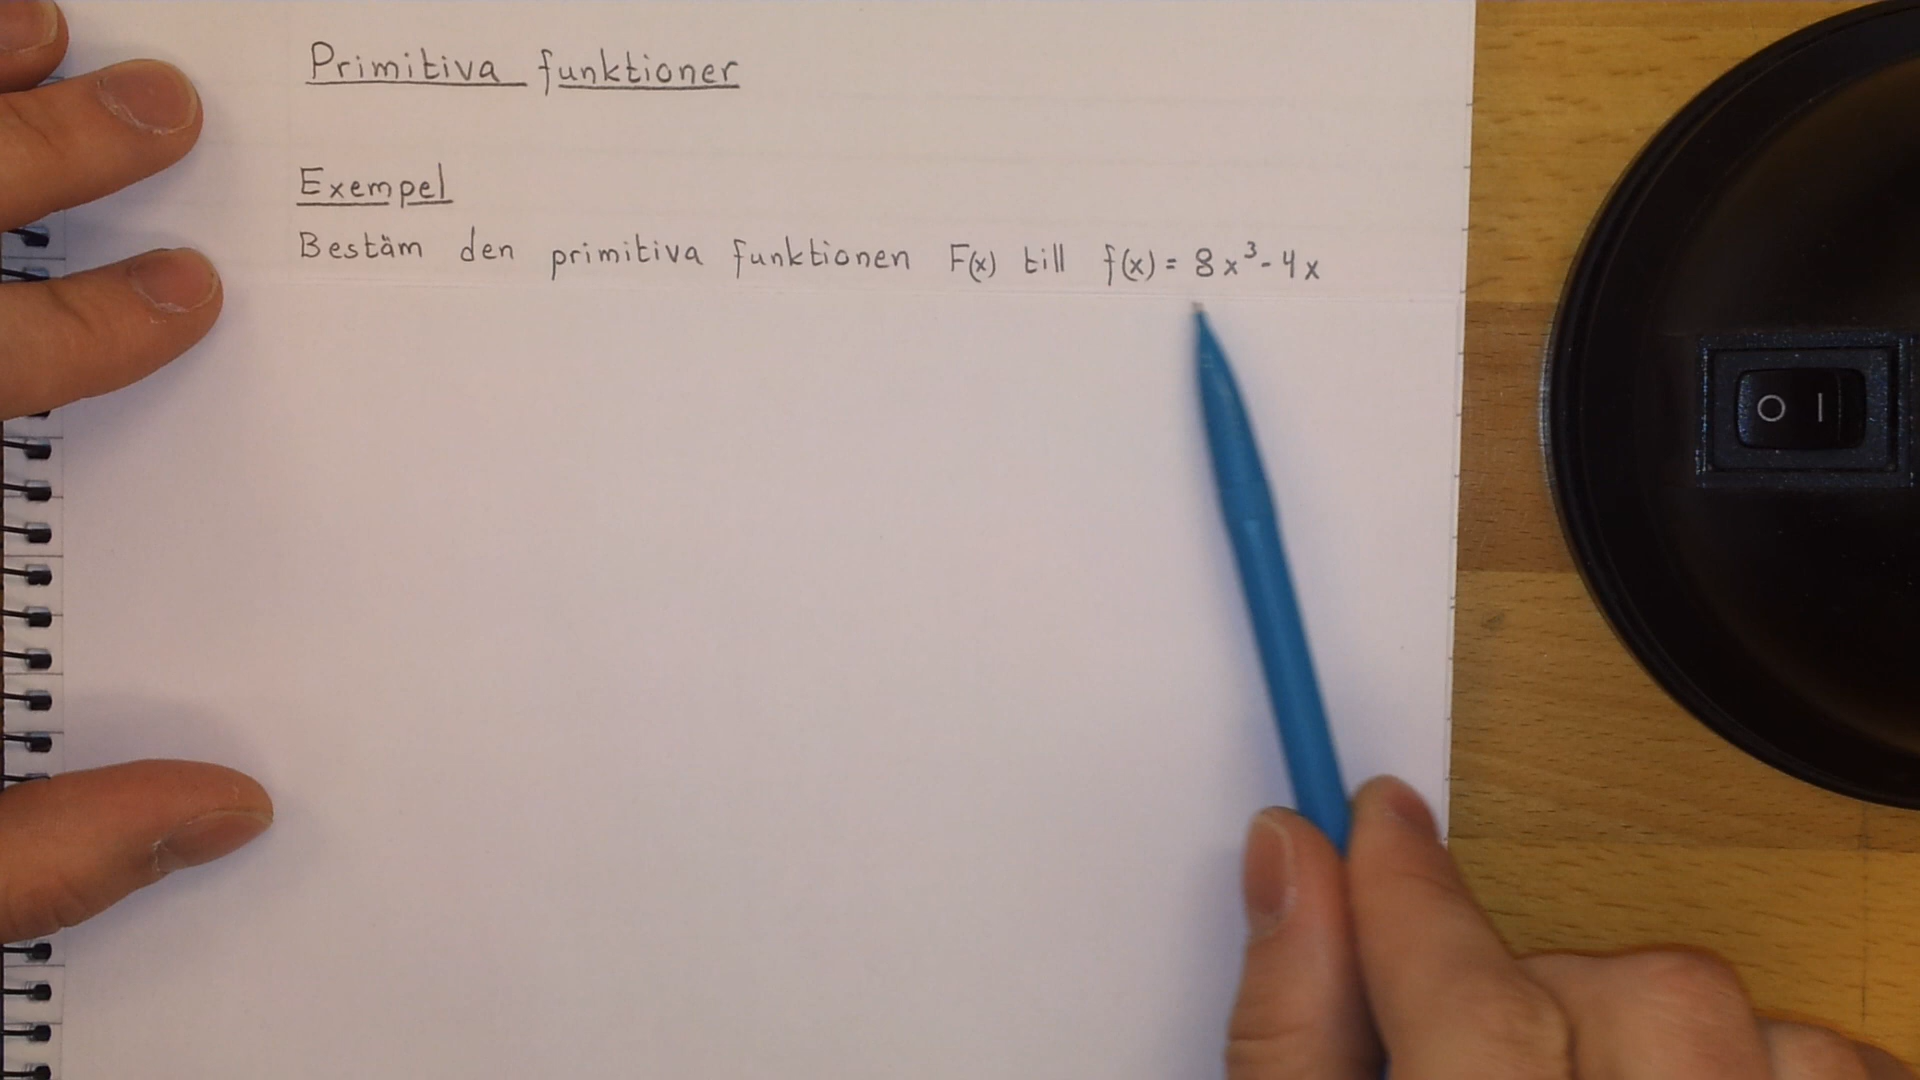 Primitiva funktioner
Exempel
Bestäm den primitiva funktionen F(x) till f(x) = 8x³-4x
O I